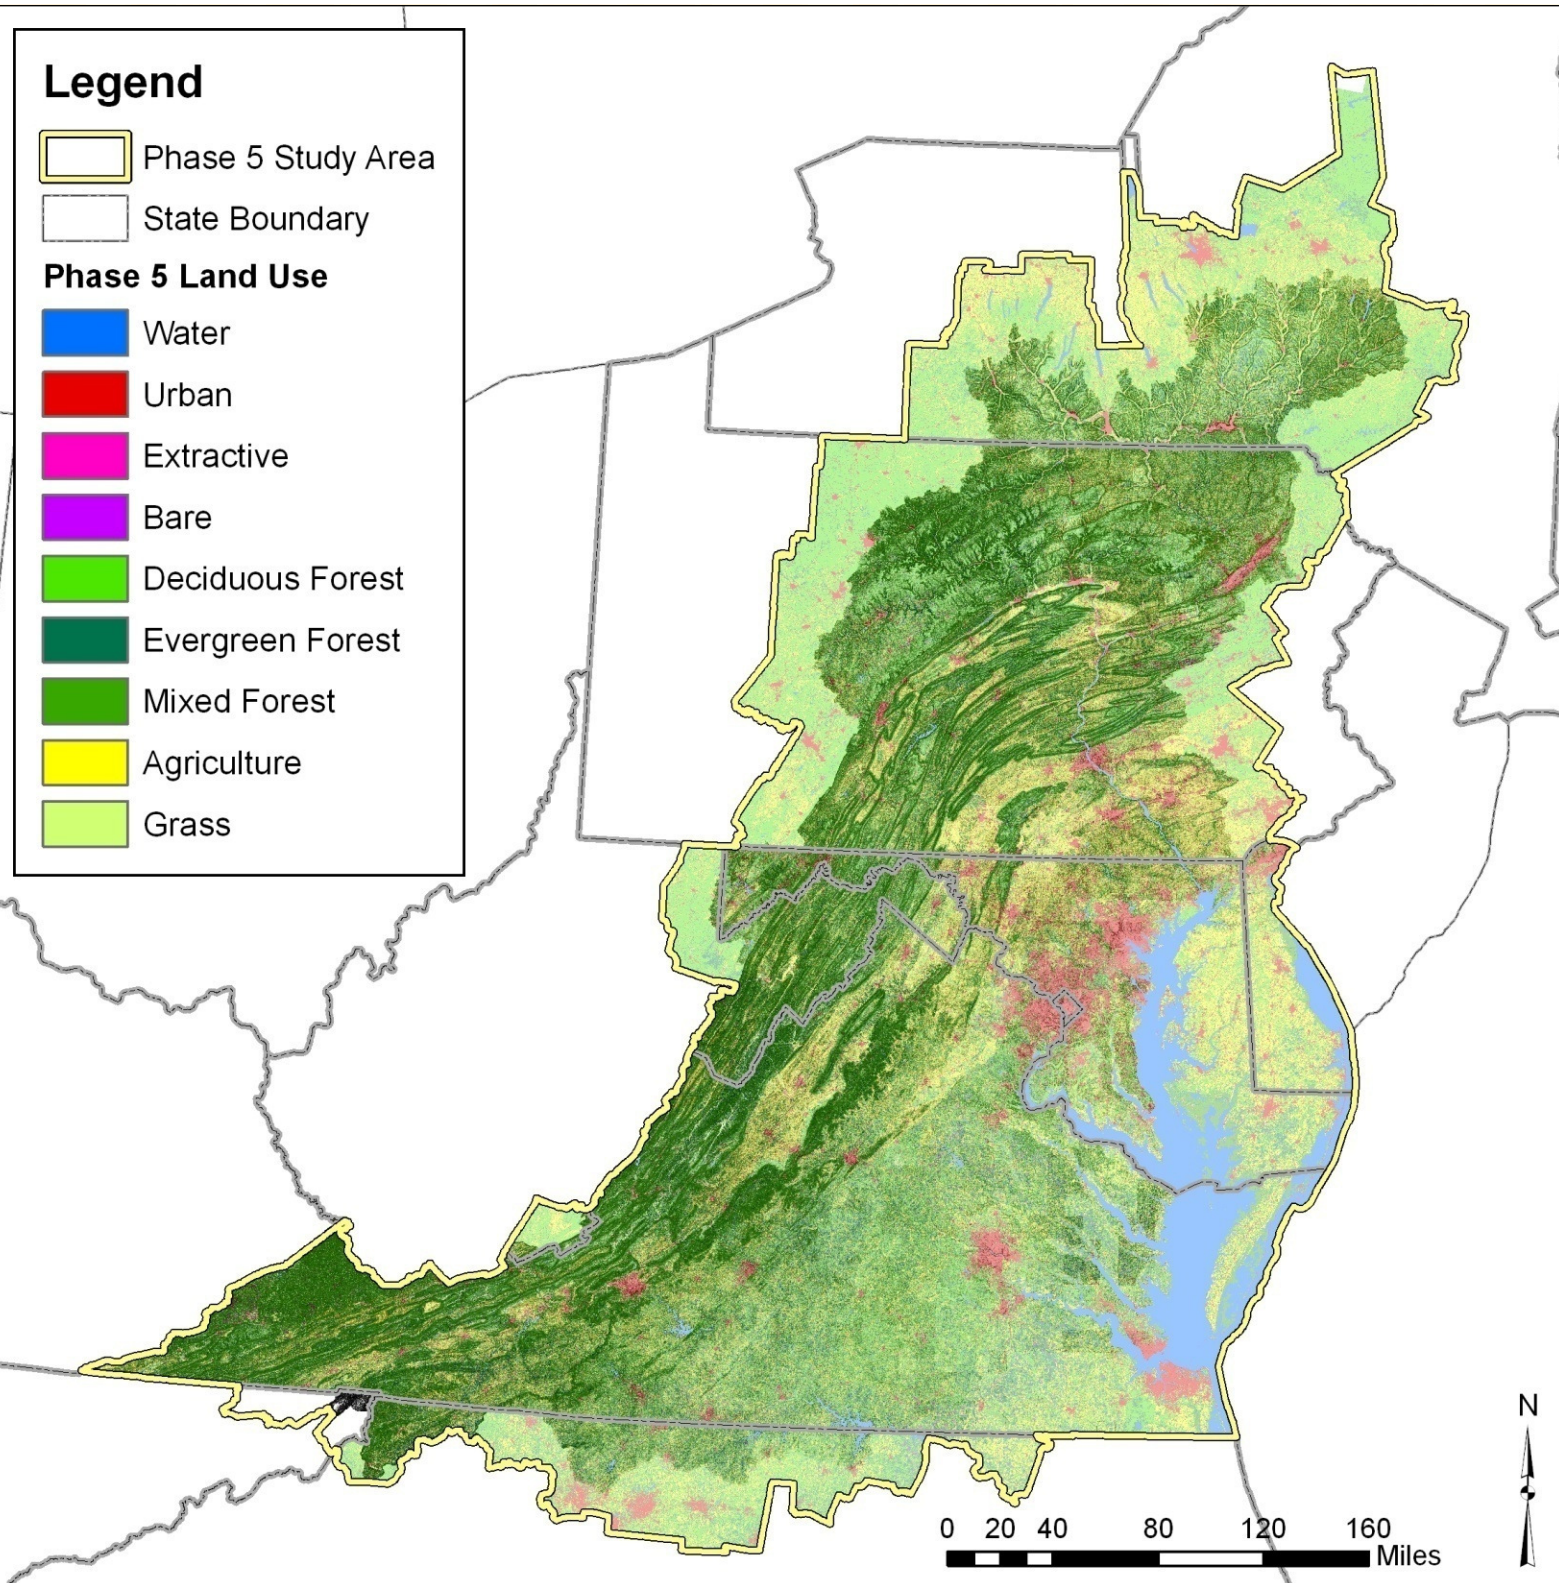 Legend
Phase 5 Study Area
State Boundary
Phase 5 Land Use
Water
Urban
Extractive
Bare
Deciduous Forest
Evergreen Forest
Mixed Forest
Agriculture
Grass
N
0 20 40 80 120 160
Miles